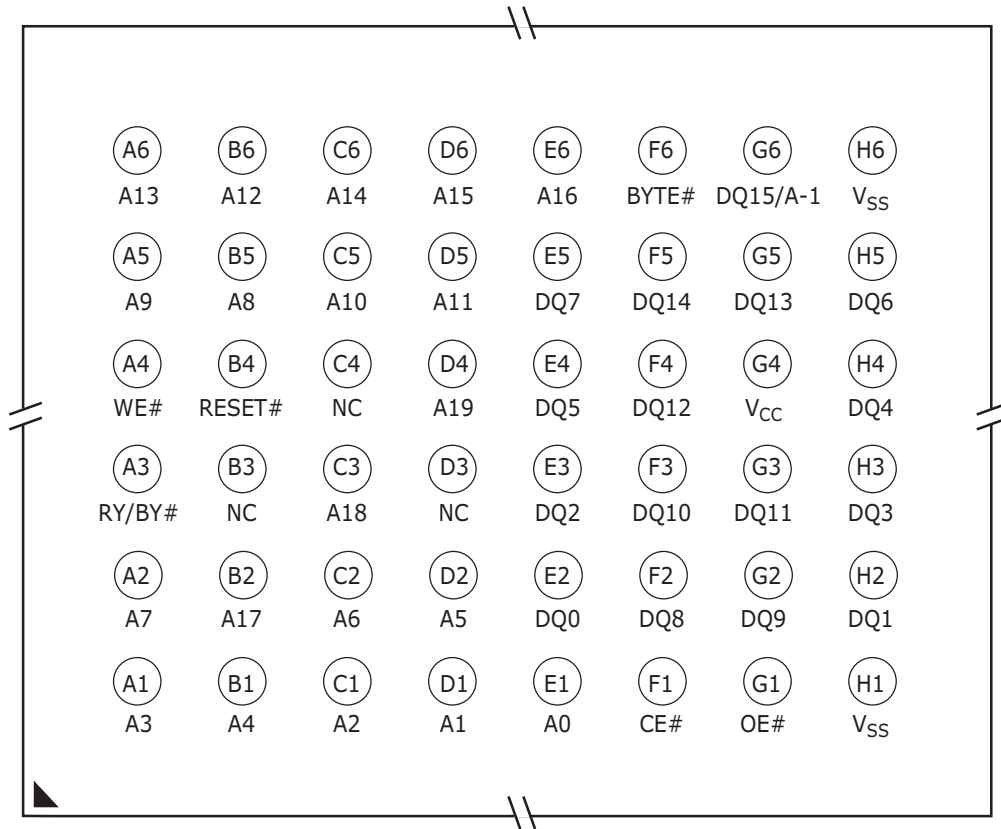 A6 B6 C6 D6 E6 F6 G6 H6
A13 A12 A14 A15 A16 BYTE# DQ15/A-1 VSS
A5 B5 C5 D5 E5 F5 G5 H5
A9 A8 A10 A11 DQ7 DQ14 DQ13 DQ6
A4 B4 C4 D4 E4 F4 G4 H4
WE# RESET# NC A19 DQ5 DQ12 VCC DQ4
A3 B3 C3 D3 E3 F3 G3 H3
RY/BY# NC A18 NC DQ2 DQ10 DQ11 DQ3
A2 B2 C2 D2 E2 F2 G2 H2
A7 A17 A6 A5 DQ0 DQ8 DQ9 DQ1
A1 B1 C1 D1 E1 F1 G1 H1
A3 A4 A2 A1 A0 CE# OE# VSS